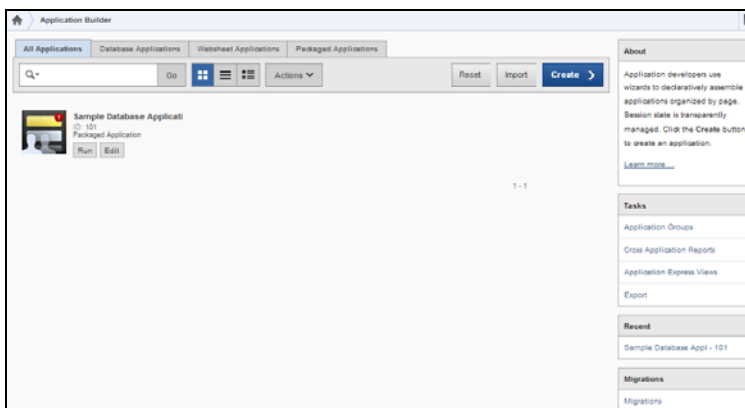 Application Builder
All Applications
Database Applications
Websheet Applications
Packaged Applications
Go
Actions
Reset
Import
Create
Sample Database Applicati
ID: 101
Packaged Application
Run
Edit
1 - 1
About
Application developers use
wizards to declaratively assemble
applications organized by page.
Session state is transparently
managed. Click the Create button
to create an application.
Learn more...
Tasks
Application Groups
Cross Application Reports
Application Express Views
Export
Recent
Sample Database Appl - 101
Migrations
Migrations